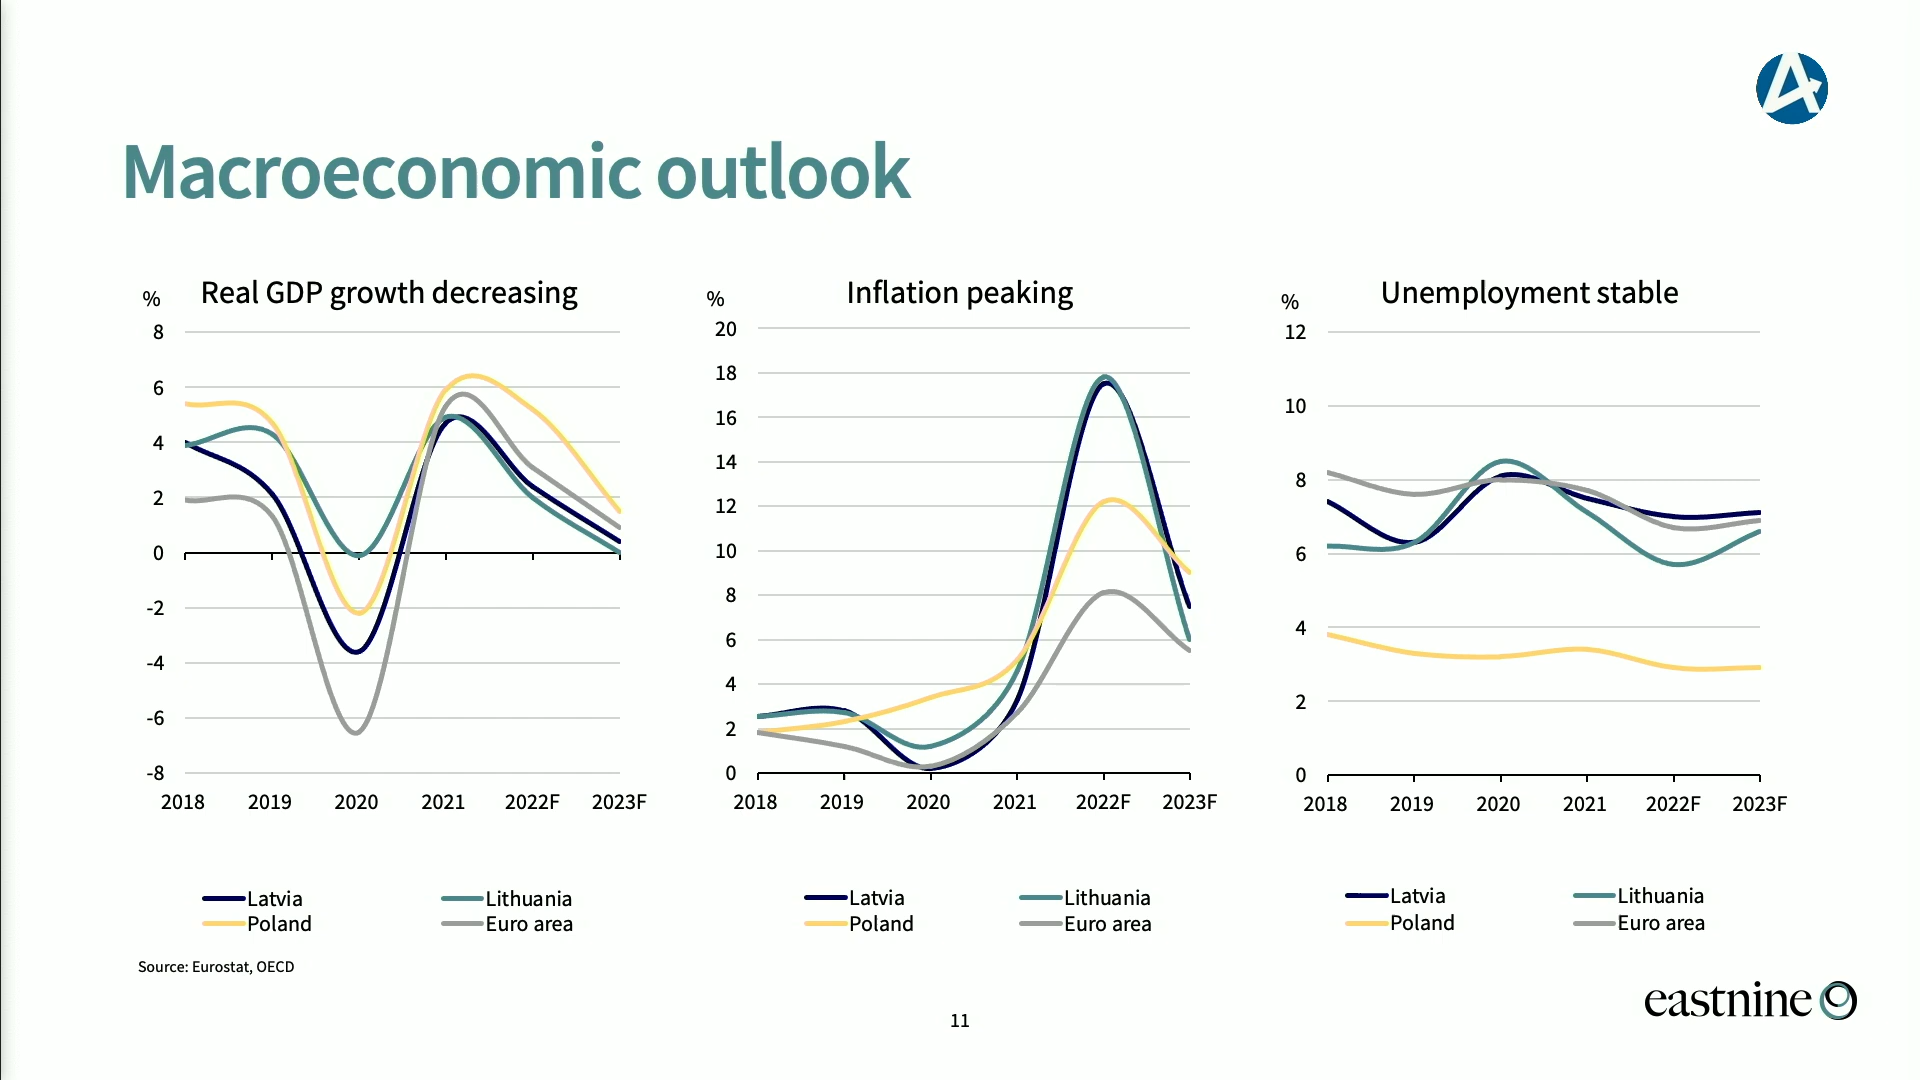 Macroeconomic outlook
% Real GDP growth decreasing
8
6
4
2
0
-2
-4
-6
-8
2018 2019 2020 2021 2022F 2023F
Latvia Lithuania
Poland Euro area
% Inflation peaking
20
18
16
14
12
10
8
6
4
2
0
2018 2019 2020 2021 2022F 2023F
Latvia Lithuania
Poland Euro area
% Unemployment stable
12
10
8
6
4
2
0
2018 2019 2020 2021 2022F 2023F
Latvia Lithuania
Poland Euro area
Source: Eurostat, OECD
eastnine
11